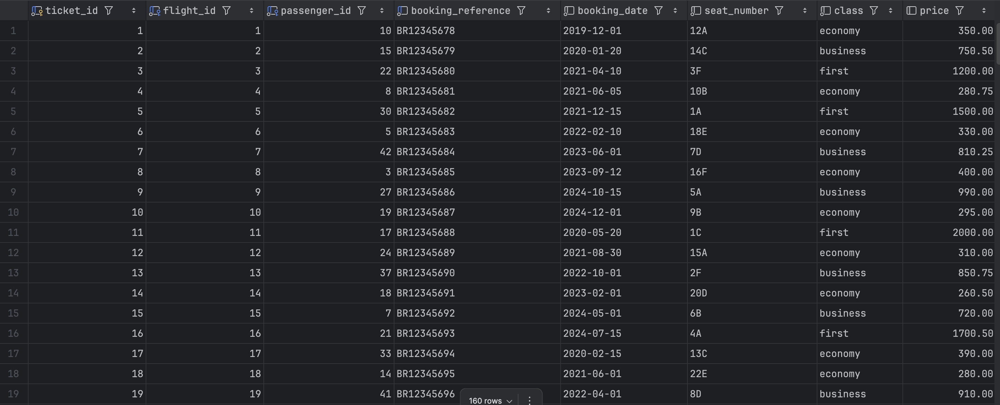 ticket_id flight_id passenger_id booking_reference booking_date seat_number class price
1 1 1 10 BR12345678 2019-12-01 12A economy 350.00
2 2 2 15 BR12345679 2020-01-20 14C business 750.50
3 3 3 22 BR12345680 2021-04-10 3F first 1200.00
4 4 4 8 BR12345681 2021-06-05 10B economy 280.75
5 5 5 30 BR12345682 2021-12-15 1A first 1500.00
6 6 6 5 BR12345683 2022-02-10 18E economy 330.00
7 7 7 42 BR12345684 2023-06-01 7D business 810.25
8 8 8 3 BR12345685 2023-09-12 16F economy 400.00
9 9 9 27 BR12345686 2024-10-15 5A business 990.00
10 10 10 19 BR12345687 2024-12-01 9B economy 295.00
11 11 11 17 BR12345688 2020-05-20 1C first 2000.00
12 12 12 24 BR12345689 2021-08-30 15A economy 310.00
13 13 13 37 BR12345690 2022-10-01 2F business 850.75
14 14 14 18 BR12345691 2023-02-01 20D economy 260.50
15 15 15 7 BR12345692 2024-05-01 6B business 720.00
16 16 16 21 BR12345693 2024-07-15 4A first 1700.50
17 17 17 33 BR12345694 2020-02-15 13C economy 390.00
18 18 18 14 BR12345695 2021-06-01 22E economy 280.00
19 19 19 41 BR12345696 2022-04-01 8D business 910.00
160 rows